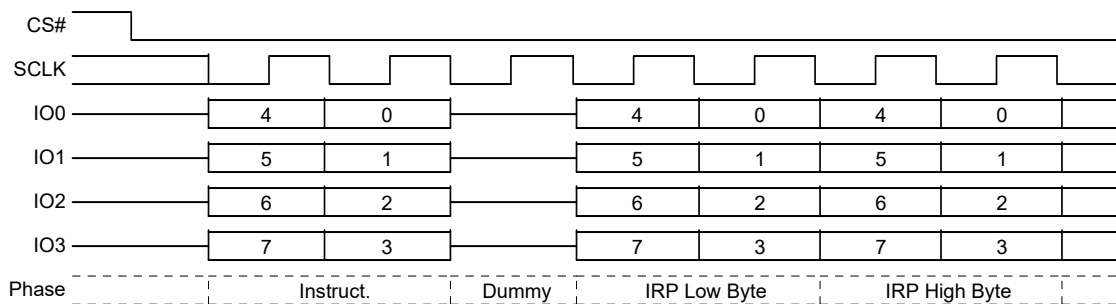 CS#
SCLK
IO0 4 0 4 0 4 0
IO1 5 1 5 1 5 1
IO2 6 2 6 2 6 2
IO3 7 3 7 3 7 3
Phase Instruct. Dummy IRP Low Byte IRP High Byte